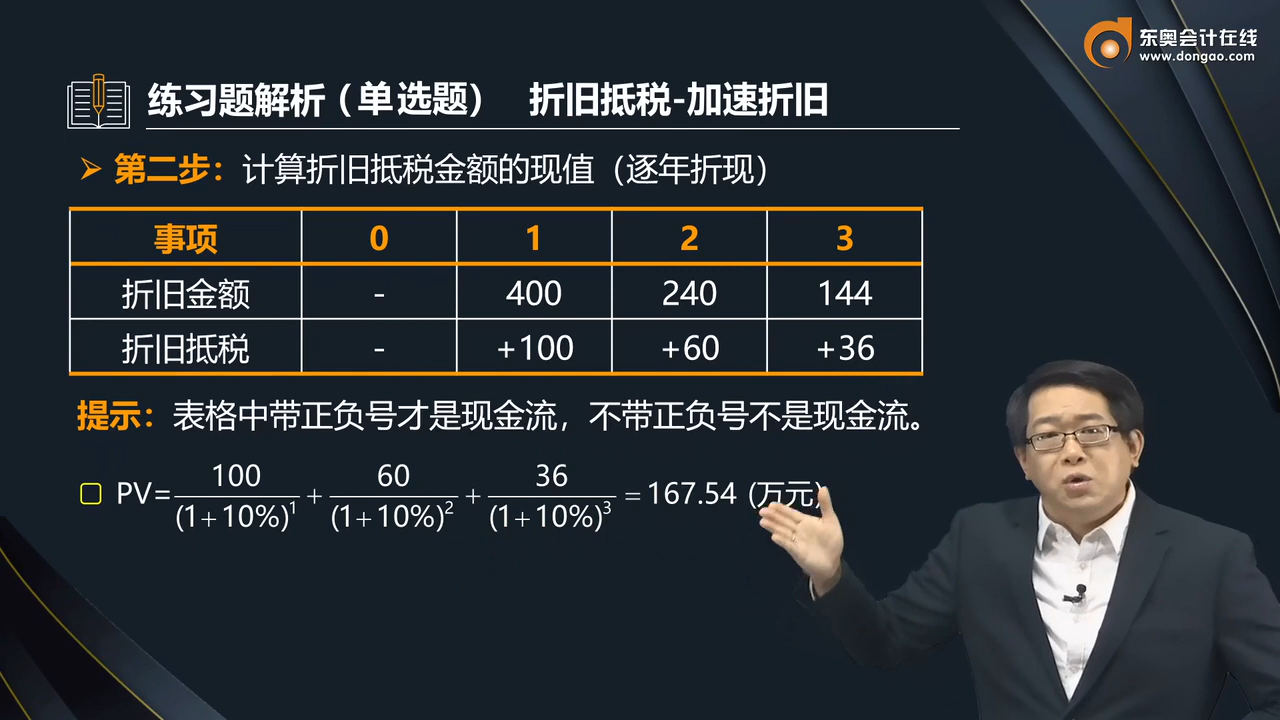 东奥会计在线
www.dongao.com
练习题解析（单选题） 折旧抵税-加速折旧
第二步：计算折旧抵税金额的现值（逐年折现）
事项 0 1 2 3
折旧金额 - 400 240 144
折旧抵税 - +100 +60 +36
提示：表格中带正负号才是现金流，不带正负号不是现金流。
PV=100/(1+10%)^1+60/(1+10%)^2+36/(1+10%)^3=167.54（万元）